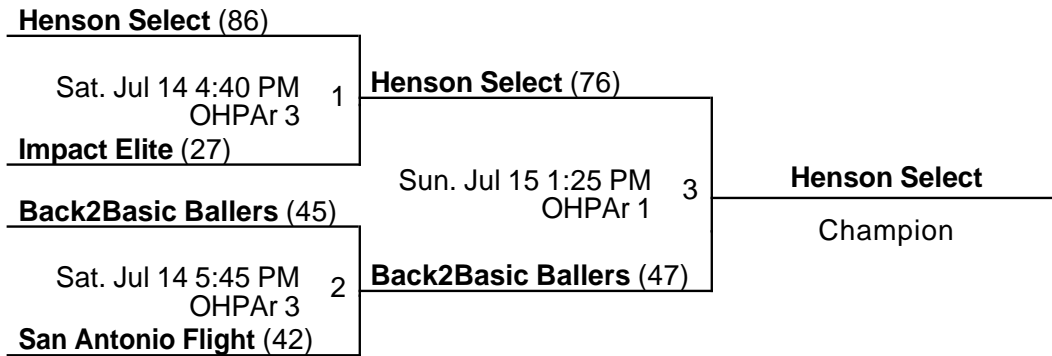 Henson Select (86)
Sat. Jul 14 4:40 PM
OHPAr 3
1
Impact Elite (27)
Henson Select (76)
Back2Basic Ballers (45)
Sat. Jul 14 5:45 PM
OHPAr 3
2
San Antonio Flight (42)
Sun. Jul 15 1:25 PM
OHPAr 1
3
Back2Basic Ballers (47)
Henson Select
Champion